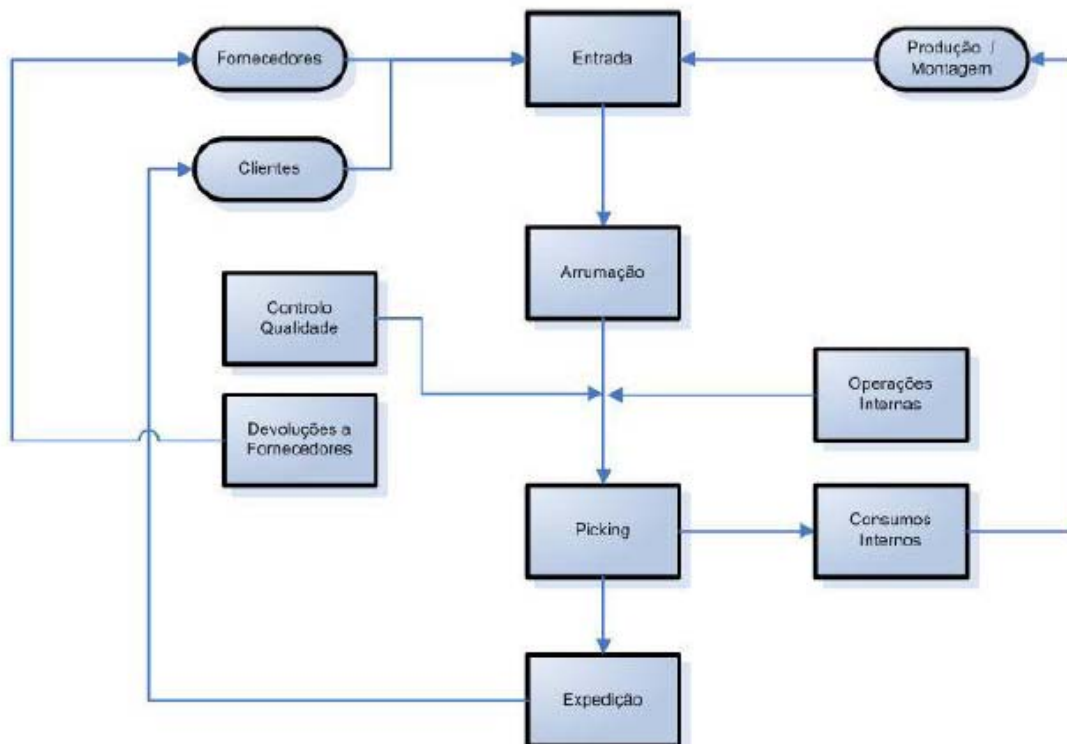 Fornecedores
Entrada
Produção /
Montagem
Clientes
Arrumação
Controlo
Qualidade
Operações
Internas
Devoluções a
Fornecedores
Picking
Consumos
Internos
Expedição